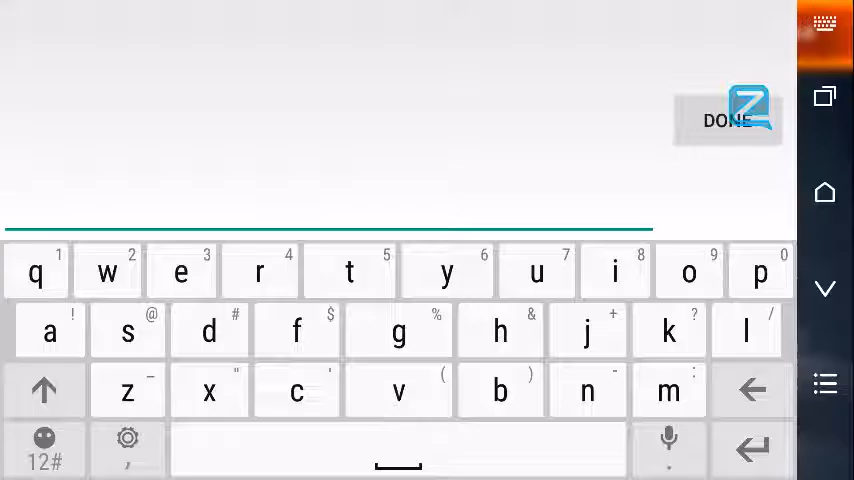 DONE
Z
1 2 3 4 5 6 7 8 9 0
q w e r t y u i o p
! @ # $ % & + ? /
a s d f g h j k l
_ " ' ( ) - :
z x c v b n m
12# , .